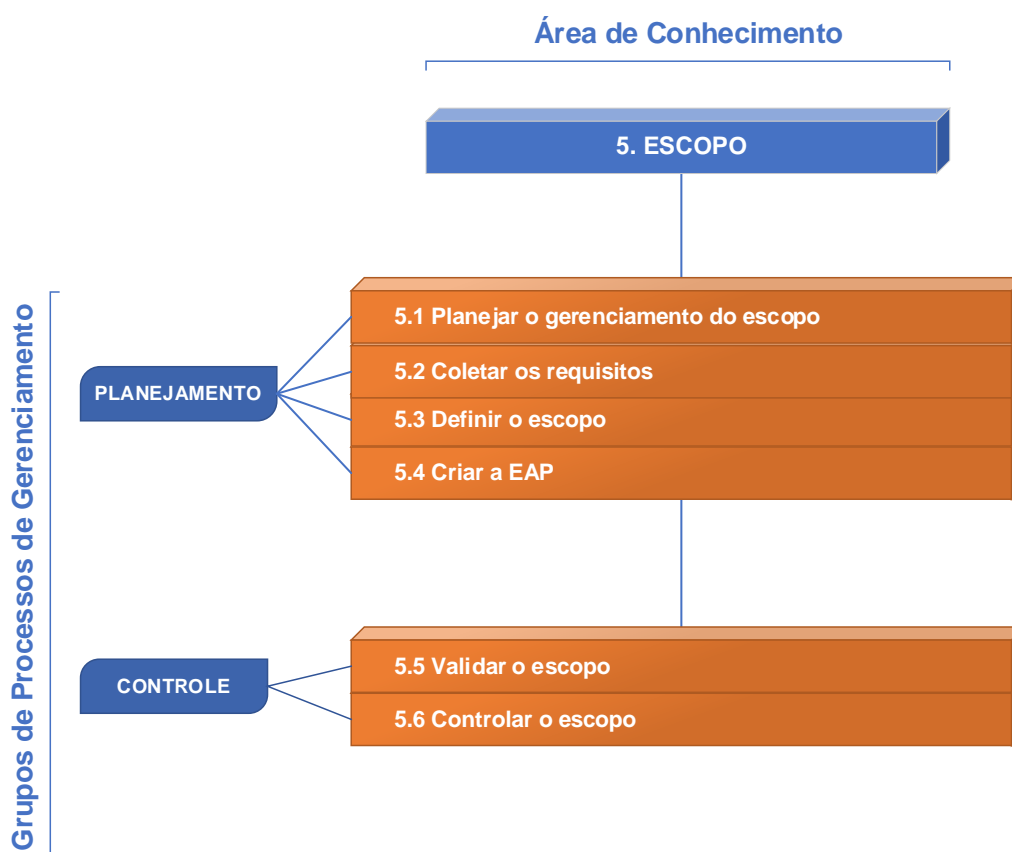 Área de Conhecimento
5. ESCOPO
Grupos de Processos de Gerenciamento
PLANEJAMENTO
5.1 Planejar o gerenciamento do escopo
5.2 Coletar os requisitos
5.3 Definir o escopo
5.4 Criar a EAP
CONTROLE
5.5 Validar o escopo
5.6 Controlar o escopo